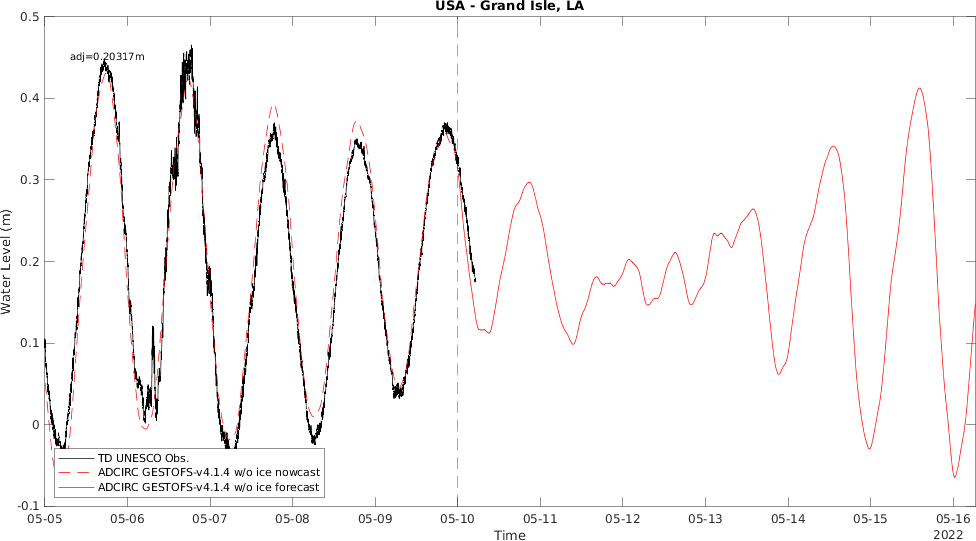 USA - Grand Isle, LA
adj=0.20317m
0.5
0.4
0.3
0.2
0.1
0
-0.1
Water Level (m)
TD UNESCO Obs.
ADCIRC GESTOFS-v4.1.4 w/o ice nowcast
ADCIRC GESTOFS-v4.1.4 w/o ice forecast
05-05 05-06 05-07 05-08 05-09 05-10 05-11 05-12 05-13 05-14 05-15 05-16
Time 2022